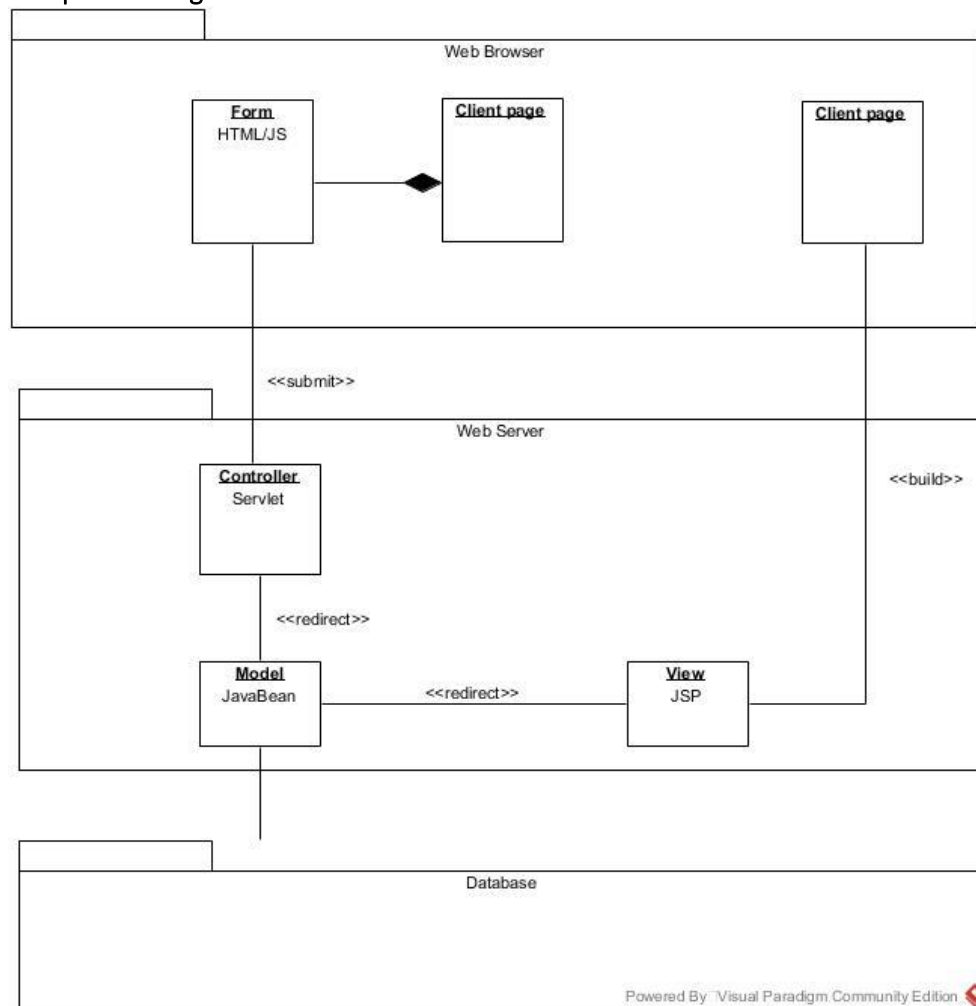 Web Browser
Form
HTML/JS
Client page
Client page
<<submit>>
Web Server
Controller
Servlet
<<build>>
<<redirect>>
Model
JavaBean
<<redirect>>
View
JSP
Database
Powered By Visual Paradigm Community Edition